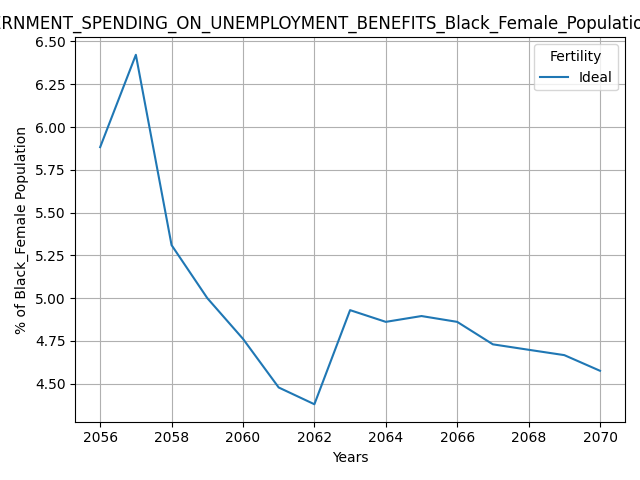 ERNMENT_SPENDING_ON_UNEMPLOYMENT_BENEFITS_Black_Female_Populatio
Fertility
Ideal
% of Black_Female Population
6.50
6.25
6.00
5.75
5.50
5.25
5.00
4.75
4.50
2056 2058 2060 2062 2064 2066 2068 2070
Years